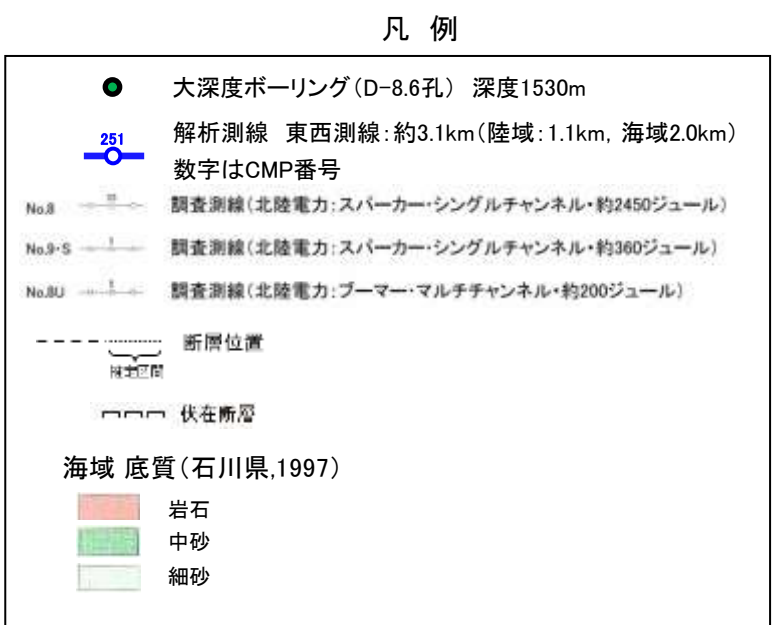 凡 例
大深度ボーリング(D-8.6孔) 深度1530m
251
解析測線 東西測線:約3.1km(陸域:1.1km, 海域2.0km)
数字はCMP番号
No.8 調査測線(北陸電力:スパーカー・シングルチャンネル・約2450ジュール)
No.9・S 調査測線(北陸電力:スパーカー・シングルチャンネル・約360ジュール)
No.8U 調査測線(北陸電力:ブーマー・マルチチャンネル・約200ジュール)
断層位置
推定区間
伏在断層
海域 底質(石川県,1997)
岩石
中砂
細砂